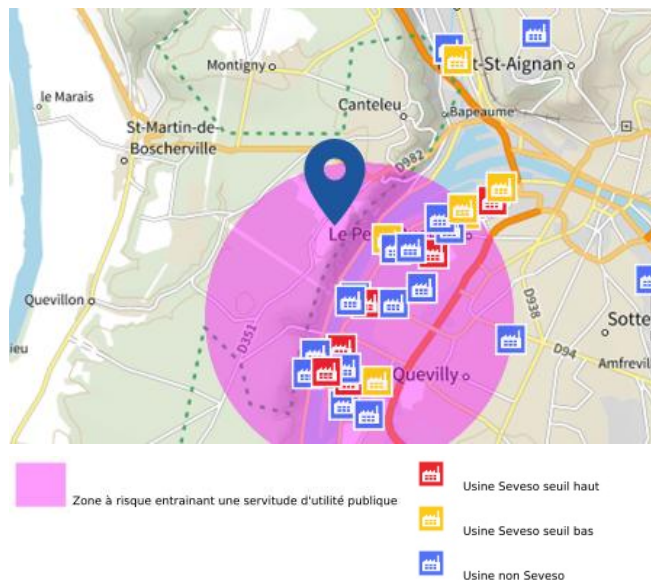 Montigny
t-St-Aignan
le Marais
Canteleu
Bapeaume
St-Martin-de-
Boscherville
D982
Le Pe
Quevillon
D351
D938
Sotte
D94
Amfrevill
ieu
Quevilly
Zone à risque entrainant une servitude d'utilité publique
Usine Seveso seuil haut
Usine Seveso seuil bas
Usine non Seveso